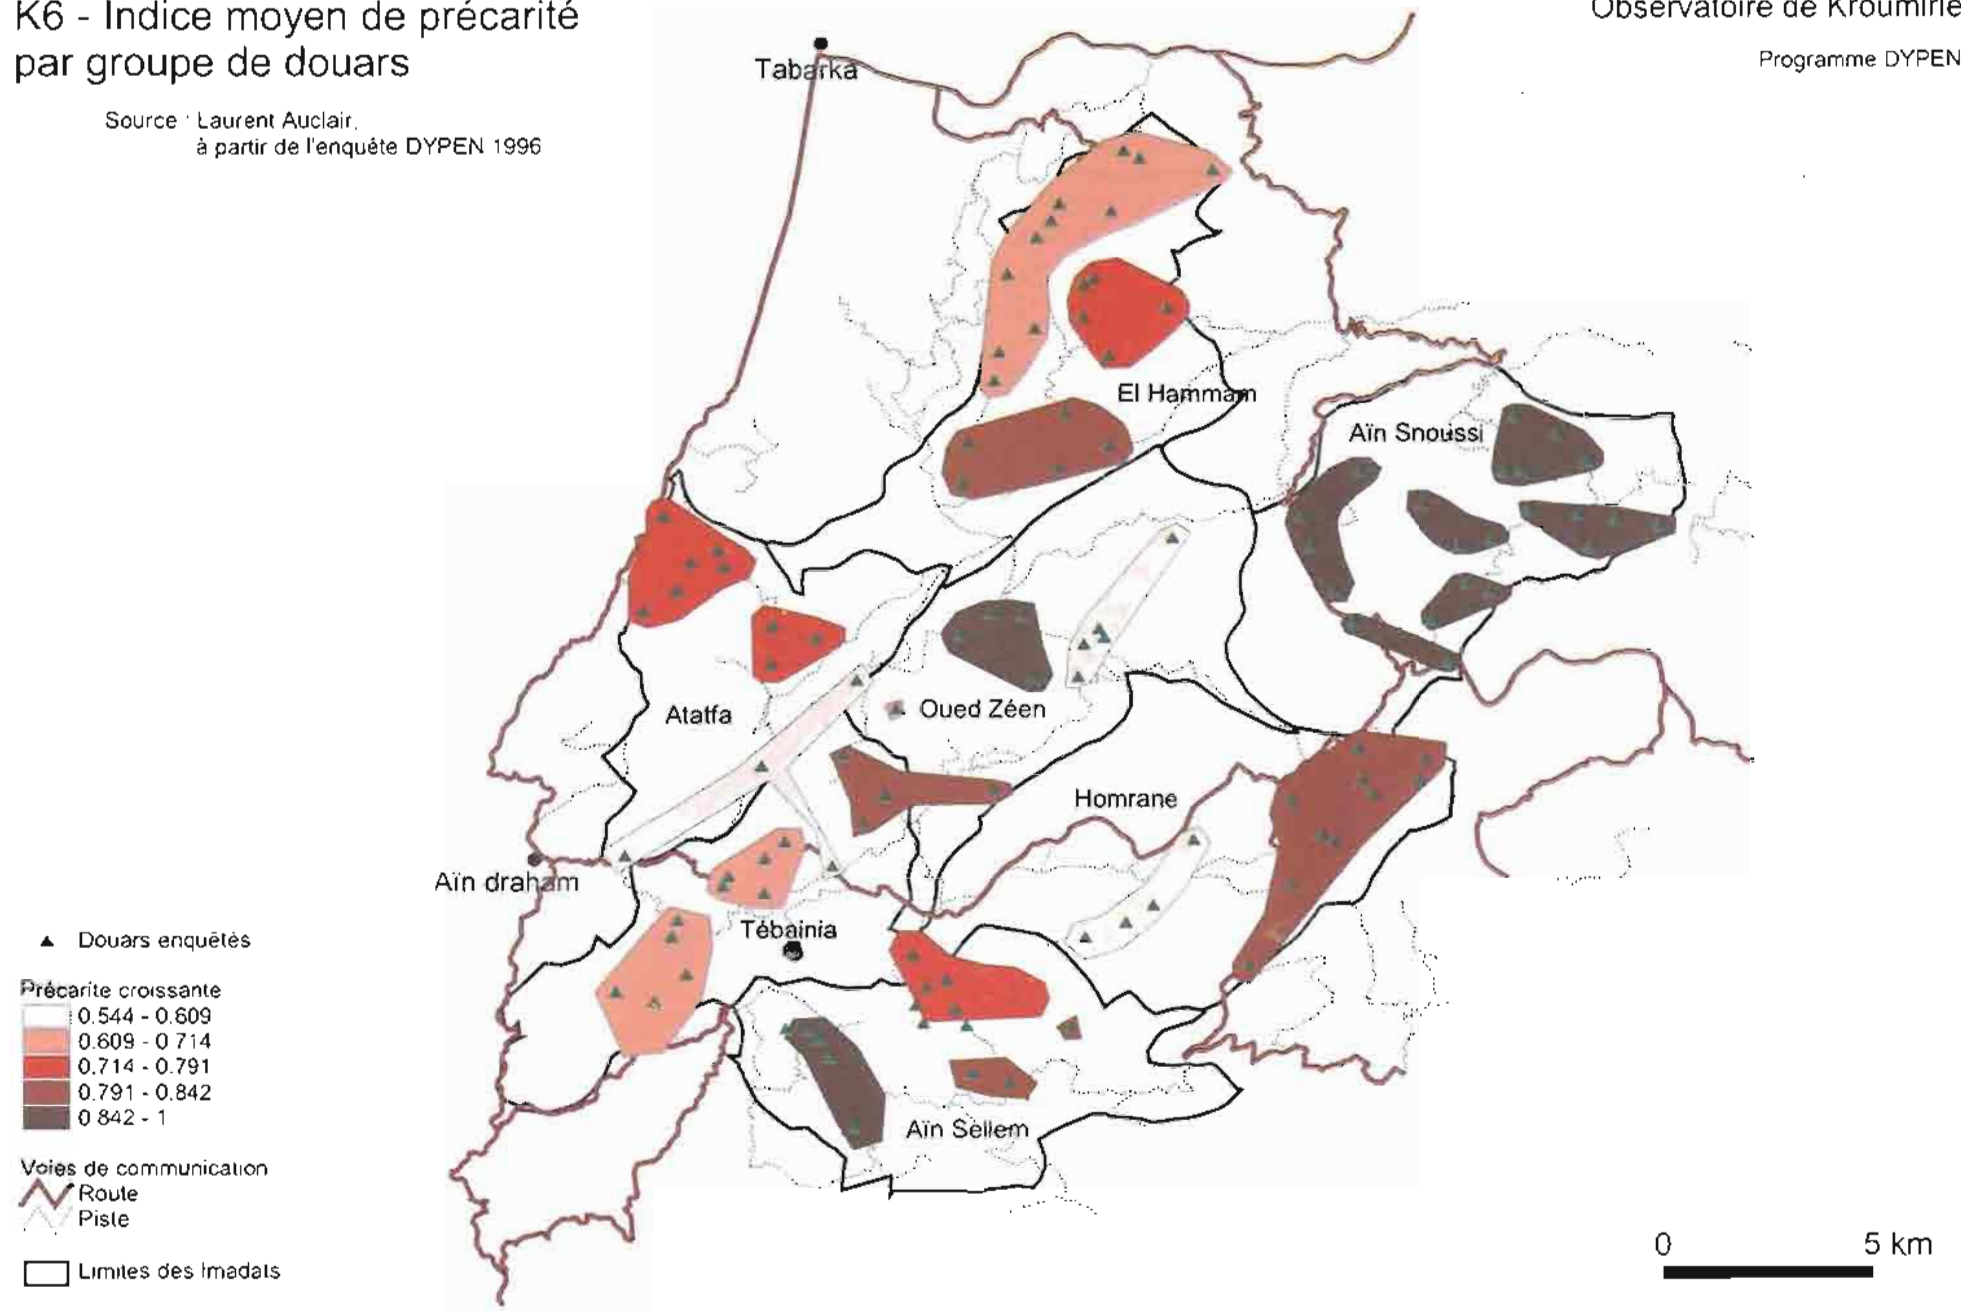 K6 - Indice moyen de précarité
par groupe de douars
Source : Laurent Auclair,
à partir de l'enquête DYPEN 1996
Observatoire de Kroumirie
Programme DYPEN
Tabarka
El Hammam
Aïn Snoussi
Atatfa
Oued Zéen
Homrane
Aïn draham
Tébainia
Aïn Sellem
Douars enquêtés
Précarite croissante
0.544 - 0.609
0.609 - 0 714
0.714 - 0.791
0.791 - 0.842
0 842 - 1
Voies de communication
Route
Piste
Limites des Imadats
0 5 km